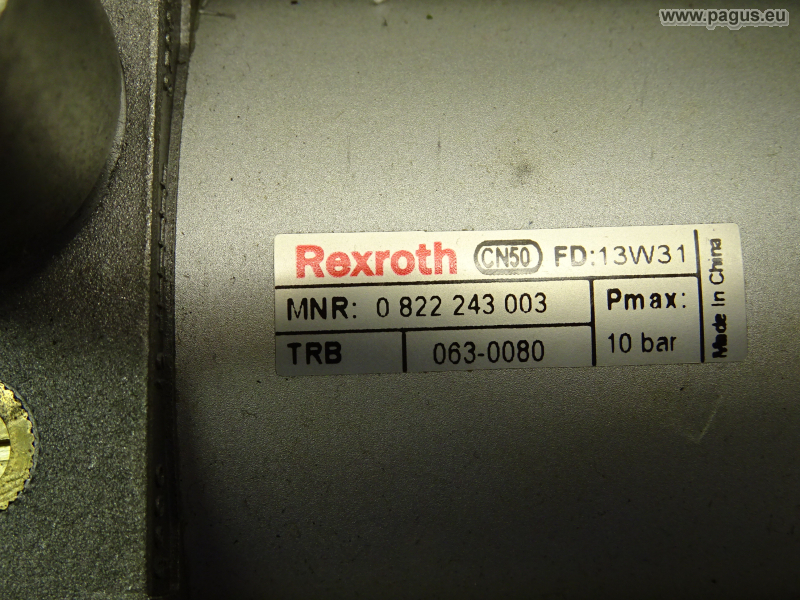 www.pagus.eu
Rexroth CN50 FD:13W31
MNR: 0 822 243 003
Pmax:
TRB 063-0080
10 bar
Made In China